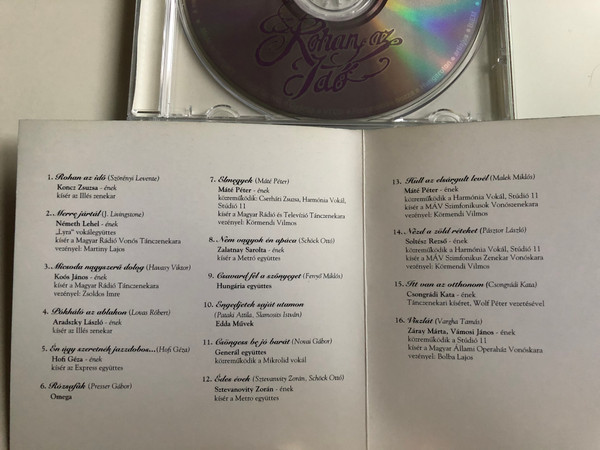 Rohan az
Idő
1. Rohan az idő (Szörényi Levente)
Koncz Zsuzsa - ének
kísér az Illés zenekar
2. Merre jártál (J. Livingstone)
Németh Lehel - ének
„Lyra" vokálegyüttes
kísér a Magyar Rádió Vonós Tánczenekara
vezényel: Martiny Lajos
3. Micsoda nagyszerű dolog (Havasy Viktor)
Koós János - ének
kísér a Magyar Rádió Tánczenekara
vezényel: Zsoldos Imre
4. Pókháló az ablakon (Lovas Róbert)
Aradszky László - ének
kísér az Illés zenekar
5. Én úgy szeretnék jazzdobos... (Hofi Géza)
Hofi Géza - ének
kísér az Express együttes
6. Rózsafák (Presser Gábor)
Omega
7. Elmegyek (Máté Péter)
Máté Péter - ének
közreműködik: Cserháti Zsuzsa, Harmónia Vokál,
Stúdió 11
kísér a Magyar Rádió és Televízió Tánczenekara
vezényel: Körmendi Vilmos
8. Nem vagyok én apáca (Schöck Ottó)
Zalatnay Sarolta - ének
kísér a Metró együttes
9. Csavard fel a szőnyeget (Fenyő Miklós)
Hungária együttes
10. Engedjétek saját utamon
(Pataki Attila, Slamovits István)
Edda Művek
11. Csöngess be jó barát (Novai Gábor)
Generál együttes
közreműködik a Mikrolid vokál
12. Édes évek (Sztevanovity Zorán, Schöck Ottó)
Sztevanovity Zorán - ének
kísér a Metro együttes
13. Hull az elsárgult levél (Malek Miklós)
Máté Péter - ének
közreműködik a Harmónia Vokál, Stúdió 11
kísér a MÁV Szimfonikusok Vonószenekara
vezényel: Körmendi Vilmos
14. Nézd a zöld réteket (Pásztor László)
Soltész Rezső - ének
közreműködik a Harmónia Vokál, Stúdió 11
kísér a MÁV Szimfonikus Zenekar Vonóskara
vezényel: Körmendi Vilmos
15. Itt van az otthonom (Csongrádi Kata)
Csongrádi Kata - ének
Tánczenekari kíséret, Wolf Péter vezetésével
16. Viszlát (Vargha Tamás)
Záray Márta, Vámosi János - ének
közreműködik a Stúdió 11
kísér a Magyar Állami Operaház Vonóskara
vezényel: Bolba Lajos